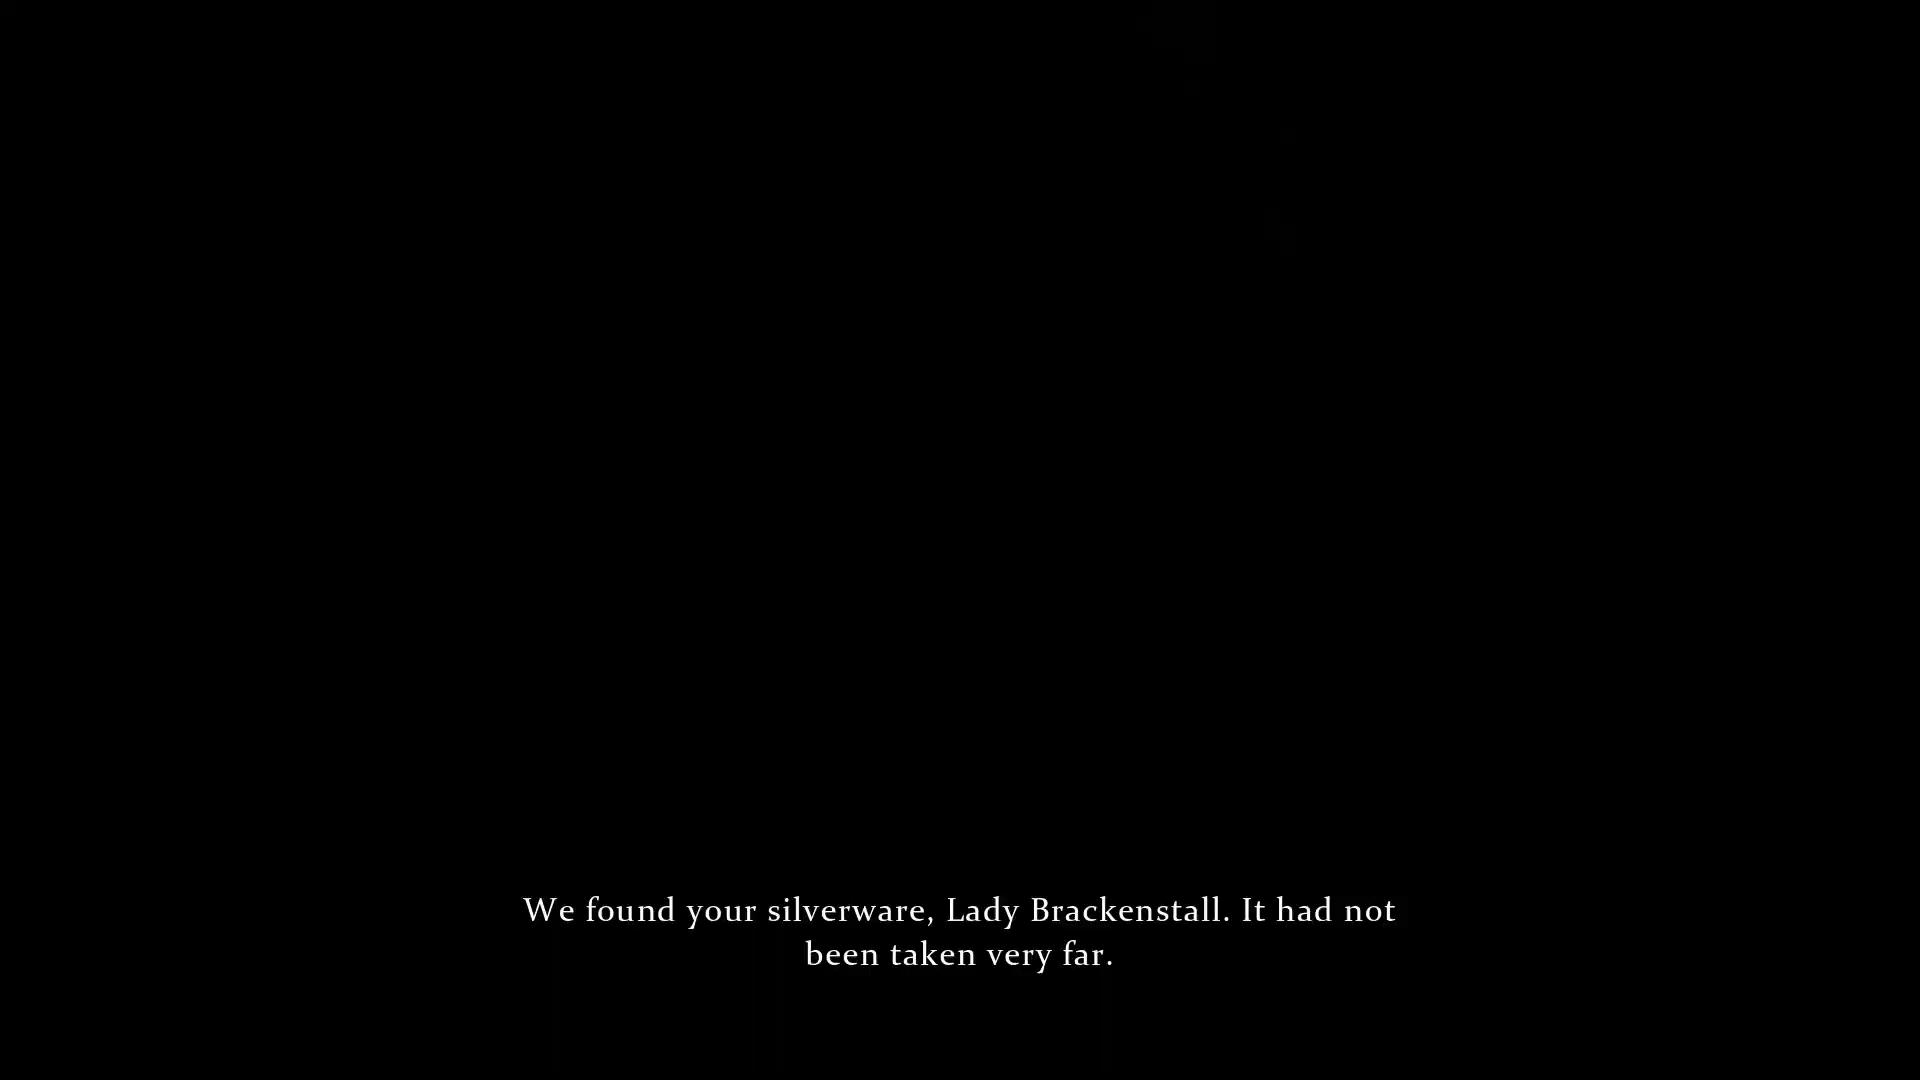 We found your silverware, Lady Brackenstall. It had not
been taken very far.